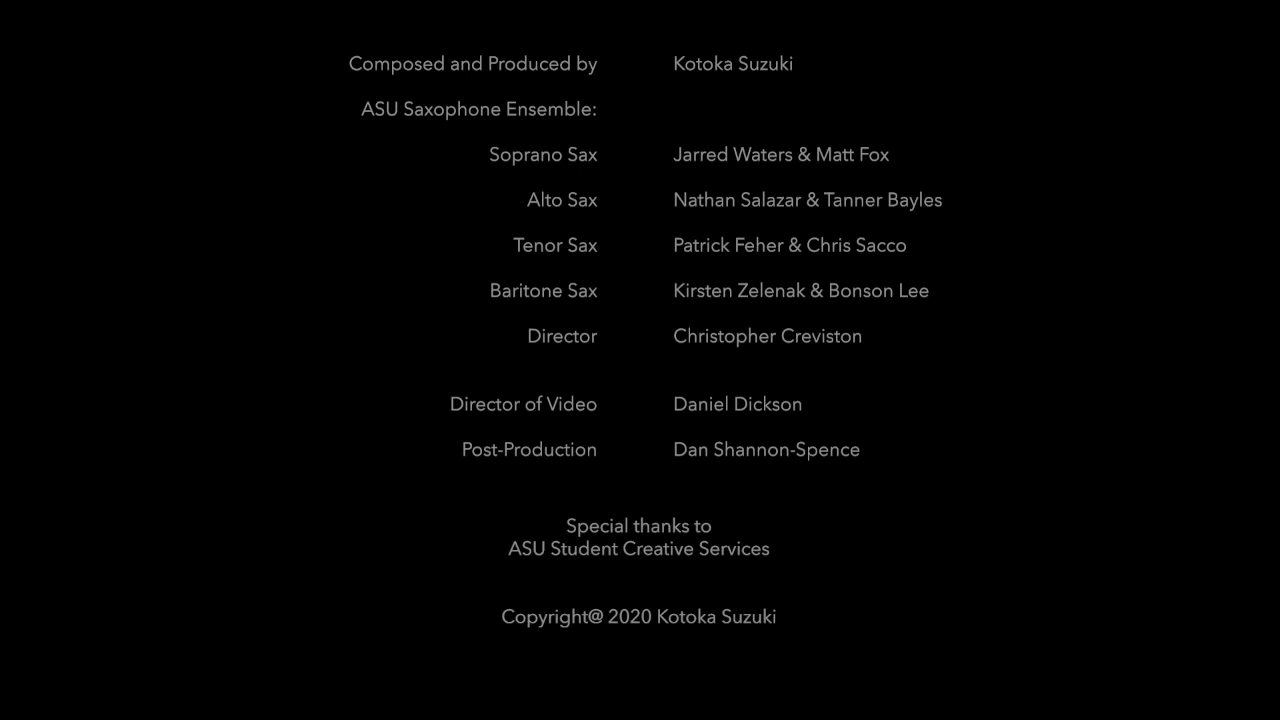 Composed and Produced by Kotoka Suzuki
ASU Saxophone Ensemble:
Soprano Sax Jarred Waters & Matt Fox
Alto Sax Nathan Salazar & Tanner Bayles
Tenor Sax Patrick Feher & Chris Sacco
Baritone Sax Kirsten Zelenak & Bonson Lee
Director Christopher Creviston
Director of Video Daniel Dickson
Post-Production Dan Shannon-Spence
Special thanks to
ASU Student Creative Services
Copyright@ 2020 Kotoka Suzuki